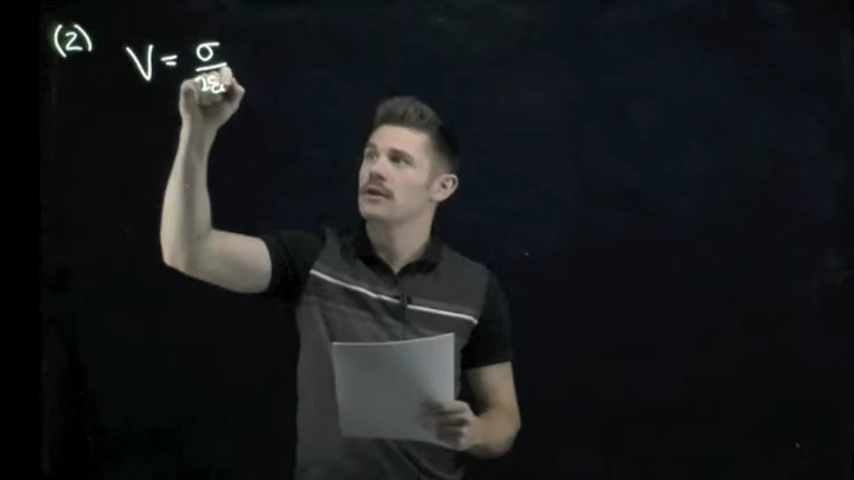 (2) V = σ / 2ε